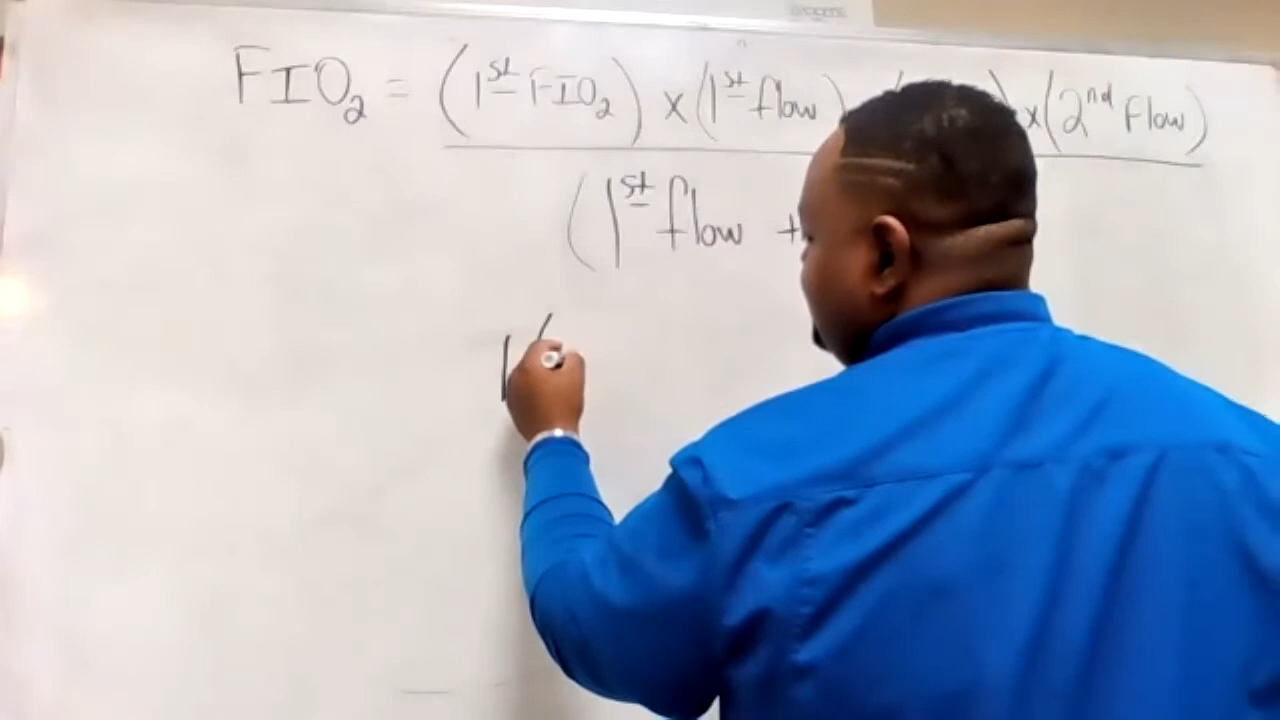 FIO₂ = (1st FIO₂) x (1st flow) ( ) x (2nd Flow)
(1st flow +